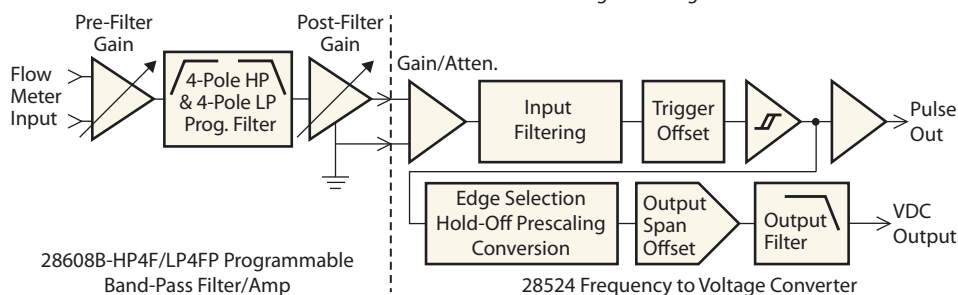 Pre-Filter
Gain
Post-Filter
Gain
Flow
Meter
Input
4-Pole HP
& 4-Pole LP
Prog. Filter
Gain/Atten.
Input
Filtering
Trigger
Offset
Pulse
Out
Edge Selection
Hold-Off Prescaling
Conversion
Output
Span
Offset
Output
Filter
VDC
Output
28608B-HP4F/LP4FP Programmable
Band-Pass Filter/Amp
28524 Frequency to Voltage Converter